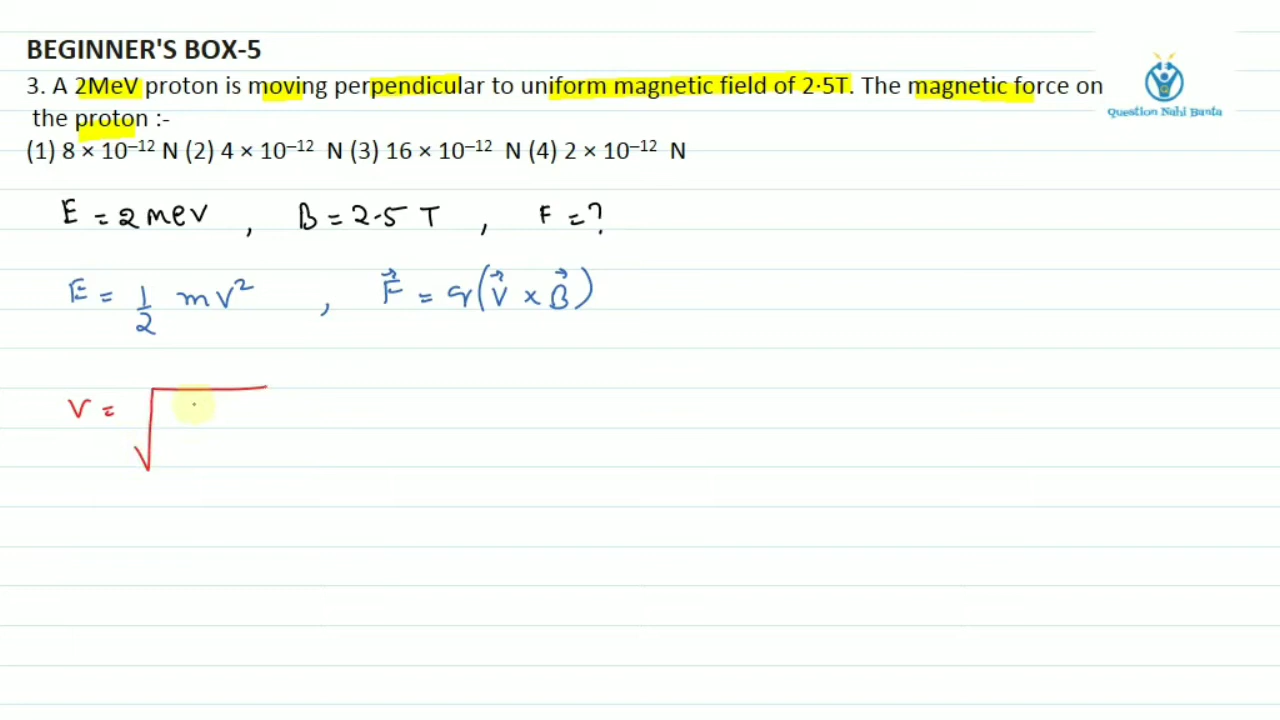 BEGINNER'S BOX-5
3. A 2MeV proton is moving perpendicular to uniform magnetic field of 2·5T. The magnetic force on
the proton :-
(1) 8 × 10⁻¹² N (2) 4 × 10⁻¹² N (3) 16 × 10⁻¹² N (4) 2 × 10⁻¹² N
Question Nahi Banta
E = 2 meV , B = 2.5 T , F = ?
E = 1/2 mv² , F⃗ = q(V⃗ × B⃗)
V = √